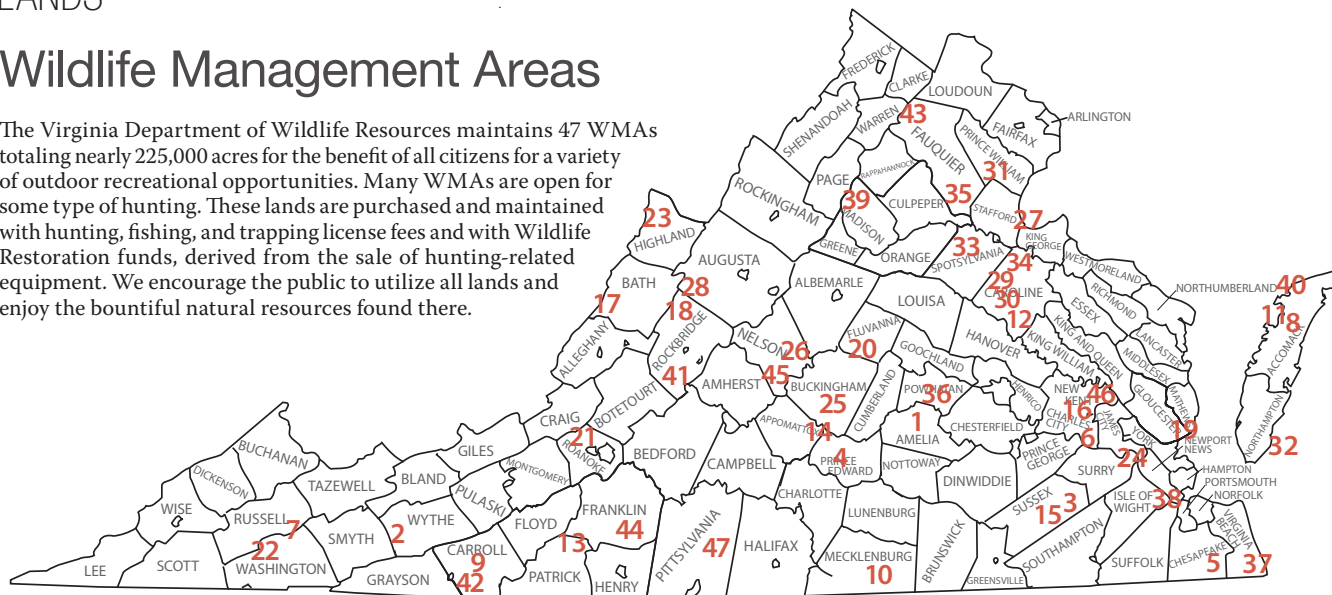 LANDS
Wildlife Management Areas
The Virginia Department of Wildlife Resources maintains 47 WMAs
totaling nearly 225,000 acres for the benefit of all citizens for a variety
of outdoor recreational opportunities. Many WMAs are open for
some type of hunting. These lands are purchased and maintained
with hunting, fishing, and trapping license fees and with Wildlife
Restoration funds, derived from the sale of hunting-related
equipment. We encourage the public to utilize all lands and
enjoy the bountiful natural resources found there.
FREDERICK
CLARKE
LOUDOUN
ARLINGTON
SHENANDOAH
WARREN
43
FAUQUIER
PRINCE WILLIAM
FAIRFAX
31
ROCKINGHAM
PAGE
RAPPAHANNOCK
39
MADISON
CULPEPER
35
STAFFORD
27
23
HIGHLAND
GREENE
ORANGE
33
SPOTSYLVANIA
KING
GEORGE
WESTMORELAND
AUGUSTA
34
BATH
28
ALBEMARLE
29
CAROLINE
30
RICHMOND
NORTHUMBERLAND
40
17
18
LOUISA
12
ESSEX
11
8
ACCOMACK
ALLEGHANY
ROCKBRIDGE
NELSON
26
FLUVANNA
20
GOOCHLAND
HANOVER
KING WILLIAM
KING AND QUEEN
LANCASTER
MIDDLESEX
41
AMHERST
45
BUCKINGHAM
25
CUMBERLAND
POWHATAN
36
HENRICO
NEW
KENT
46
16
CHARLES
CITY
JAMES
CITY
GLOUCESTER
MATHEWS
NORTHAMPTON
32
CRAIG
BOTETOURT
APPOMATTOX
14
1
AMELIA
CHESTERFIELD
6
YORK
19
NEWPORT
NEWS
BUCHANAN
GILES
21
ROANOKE
BEDFORD
CAMPBELL
4
PRINCE
EDWARD
NOTTOWAY
PRINCE
GEORGE
SURRY
24
HAMPTON
PORTSMOUTH
NORFOLK
DICKENSON
TAZEWELL
BLAND
MONTGOMERY
PULASKI
CHARLOTTE
DINWIDDIE
ISLE OF
WIGHT
38
WISE
RUSSELL
7
SMYTH
2
WYTHE
FLOYD
FRANKLIN
44
PITTSYLVANIA
47
HALIFAX
LUNENBURG
SUSSEX
15
3
SOUTHAMPTON
VIRGINIA
BEACH
22
WASHINGTON
CARROLL
9
42
13
PATRICK
HENRY
MECKLENBURG
10
BRUNSWICK
GREENSVILLE
SUFFOLK
CHESAPEAKE
5
37
LEE
SCOTT
GRAYSON